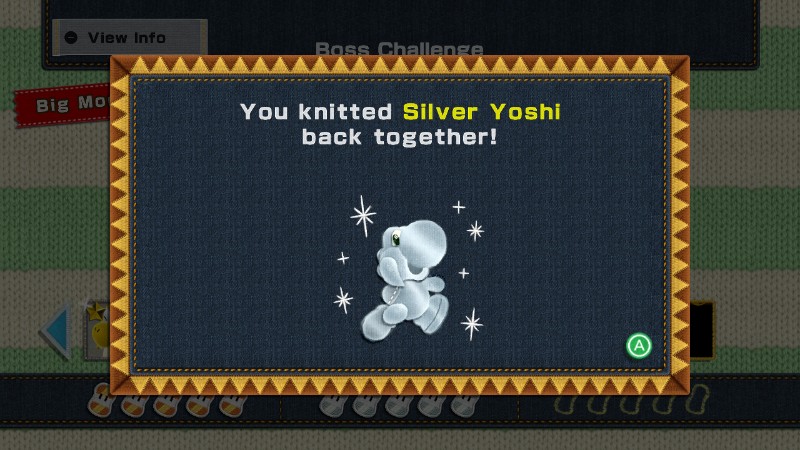 View Info
Boss Challenge
Big Mo
You knitted Silver Yoshi
back together!
A